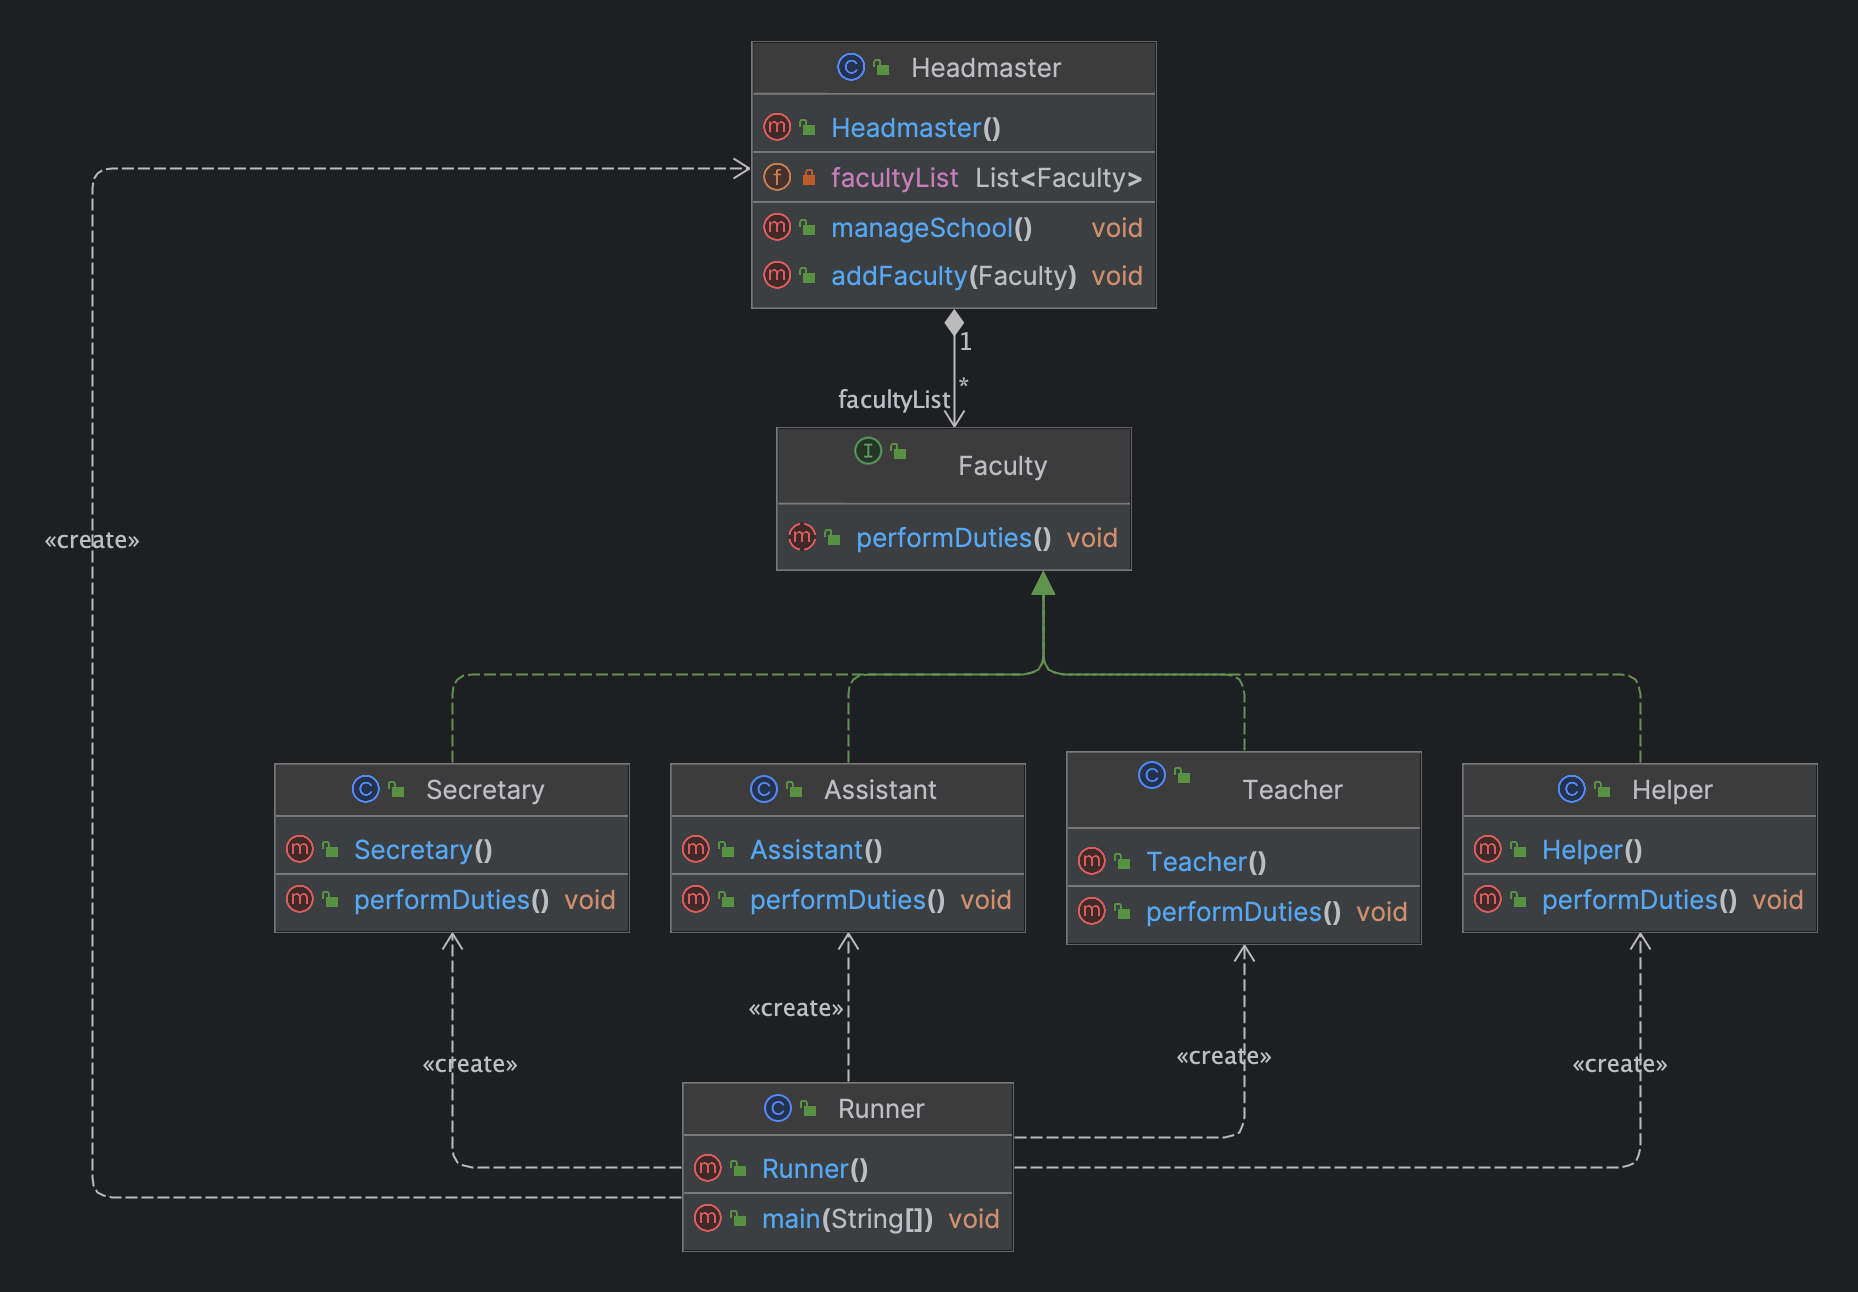 Headmaster
Headmaster()
facultyList List<Faculty>
manageSchool() void
addFaculty(Faculty) void
1
*
facultyList
Faculty
performDuties() void
«create»
Secretary
Secretary()
performDuties() void
Assistant
Assistant()
performDuties() void
Teacher
Teacher()
performDuties() void
Helper
Helper()
performDuties() void
«create»
«create»
«create»
«create»
Runner
Runner()
main(String[]) void